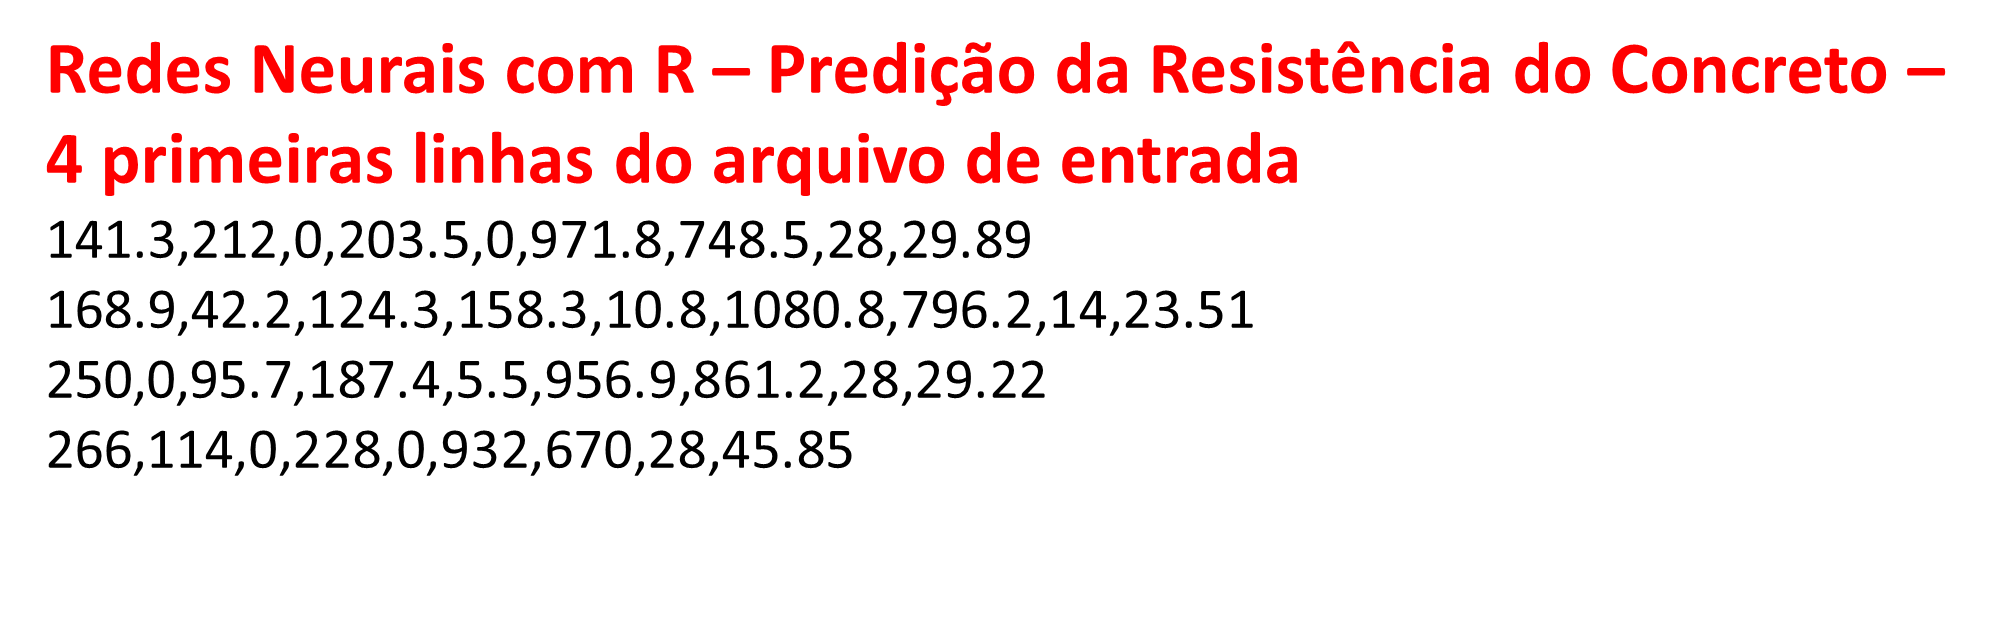 Redes Neurais com R – Predição da Resistência do Concreto –
4 primeiras linhas do arquivo de entrada
141.3,212,0,203.5,0,971.8,748.5,28,29.89
168.9,42.2,124.3,158.3,10.8,1080.8,796.2,14,23.51
250,0,95.7,187.4,5.5,956.9,861.2,28,29.22
266,114,0,228,0,932,670,28,45.85